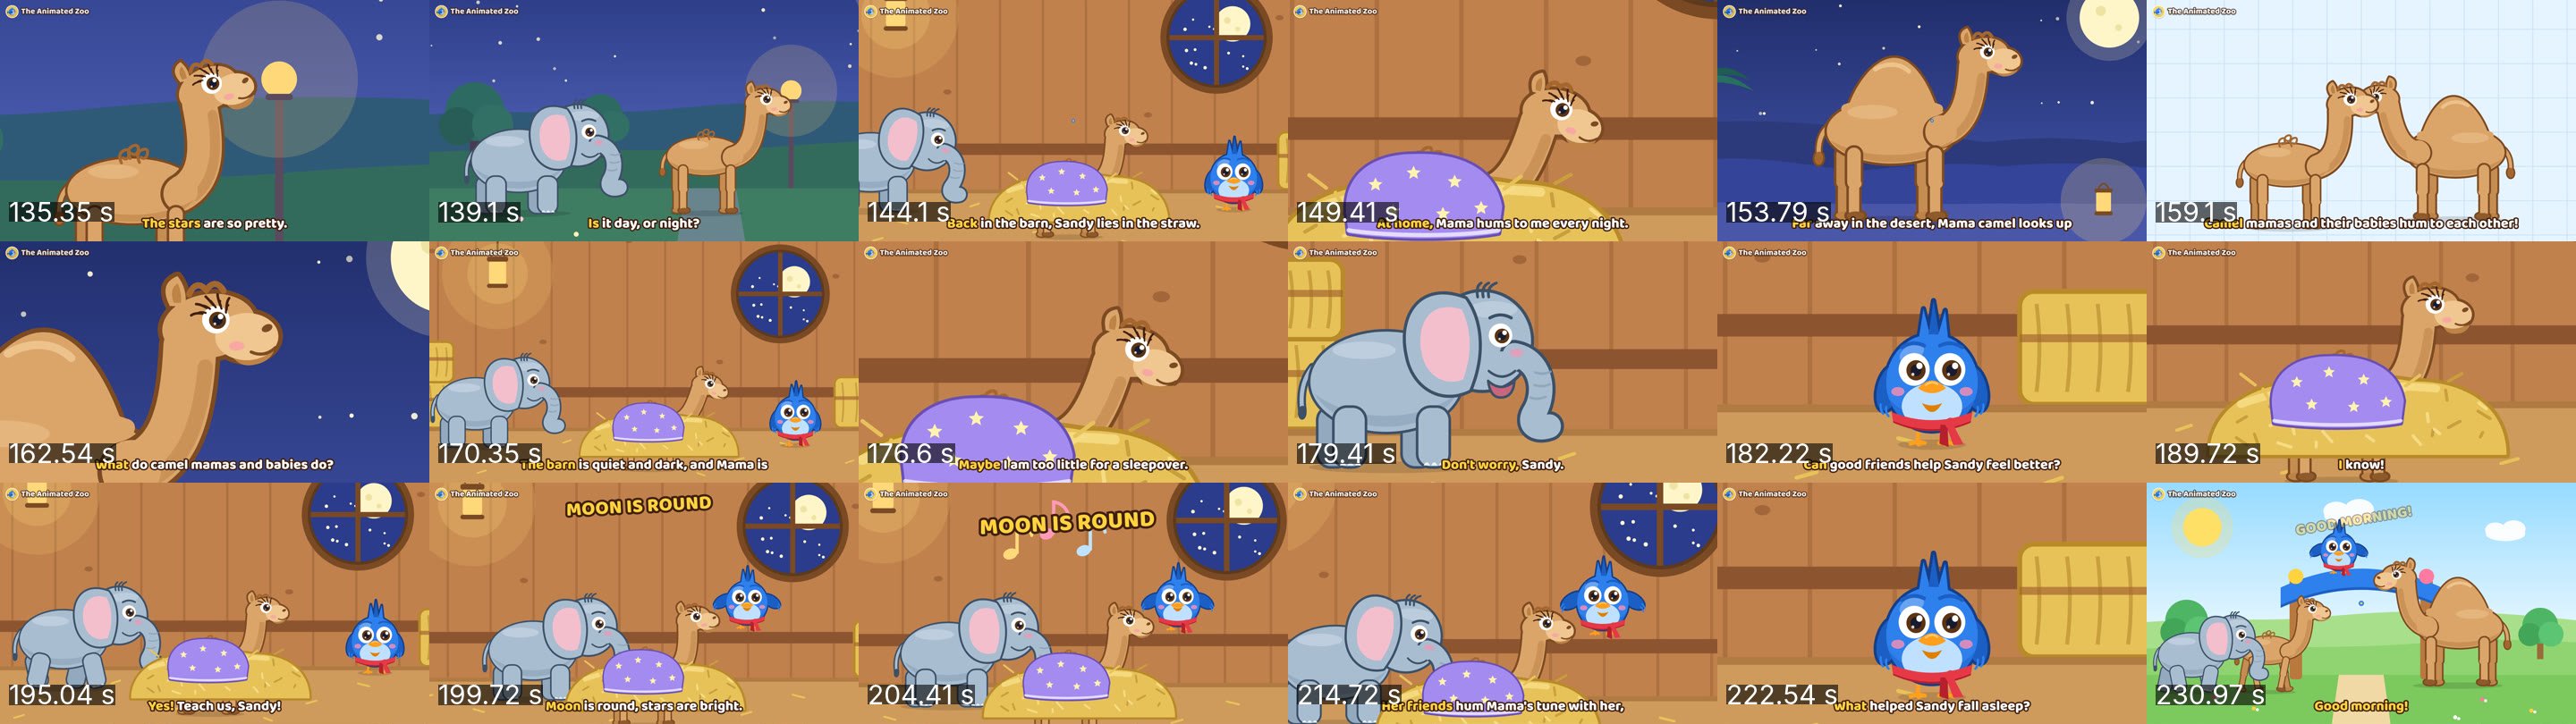 The Animated Zoo
135.35 s
The stars are so pretty.
The Animated Zoo
139.1 s
Is it day, or night?
The Animated Zoo
144.1 s
Back in the barn, Sandy lies in the straw.
The Animated Zoo
149.41 s
At home, Mama hums to me every night.
The Animated Zoo
153.79 s
Far away in the desert, Mama camel looks up
The Animated Zoo
159.1 s
Camel mamas and their babies hum to each other!
The Animated Zoo
162.54 s
What do camel mamas and babies do?
The Animated Zoo
170.35 s
The barn is quiet and dark, and Mama is
The Animated Zoo
176.6 s
Maybe I am too little for a sleepover.
The Animated Zoo
179.41 s
Don't worry, Sandy.
The Animated Zoo
182.22 s
Can good friends help Sandy feel better?
The Animated Zoo
189.72 s
I know!
The Animated Zoo
195.04 s
Yes! Teach us, Sandy!
The Animated Zoo
MOON IS ROUND
199.72 s
Moon is round, stars are bright.
The Animated Zoo
MOON IS ROUND
204.41 s
The Animated Zoo
214.72 s
Her friends hum Mama's tune with her,
The Animated Zoo
222.54 s
What helped Sandy fall asleep?
The Animated Zoo
GOOD MORNING!
230.97 s
Good morning!